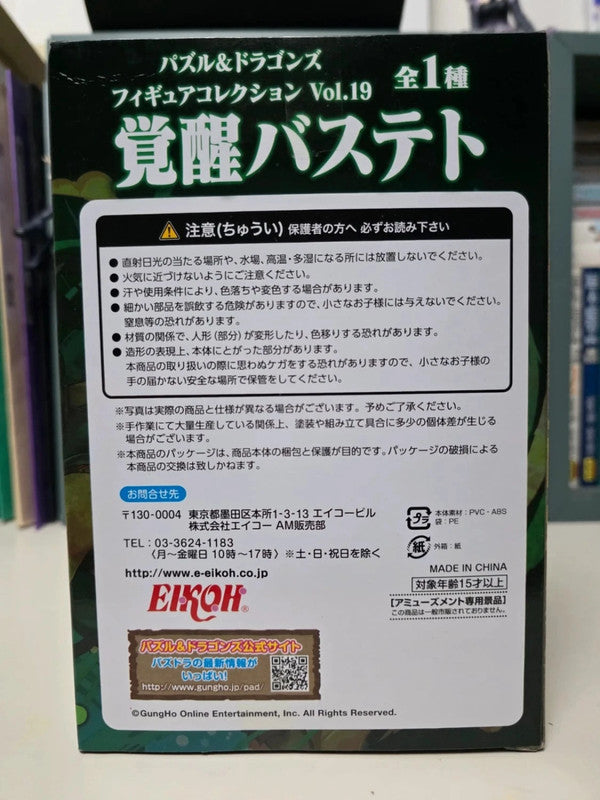 パズル&ドラゴンズ
フィギュアコレクション Vol.19
全1種
覚醒バステト
注意(ちゅうい) 保護者の方へ 必ずお読み下さい
●直射日光の当たる場所や、水場、高温・多湿になる所には放置しないでください。
●火気に近づけないようにご注意ください。
●汗や使用条件により、色落ちや変色する場合があります。
●細かい部品を誤飲する危険がありますので、小さなお子様には与えないでください。
窒息等の恐れがあります。
●材質の関係で、人形(部分)が変形したり、色移りする恐れがあります。
●造形の表現上、本体にとがった部分があります。
本商品の取り扱いの際に思わぬケガをする恐れがありますので、小さなお子様の
手の届かない安全な場所で保管をしてください。
※写真は実際の商品と仕様が異なる場合がございます。予めご了承ください。
※手作業にて大量生産している関係上、塗装や組み立て具合に多少の個体差が生じる
場合がございます。
※本商品のパッケージは、商品本体の梱包と保護が目的です。パッケージの破損による
本商品の交換は致しかねます。
お問合せ先
〒130-0004 東京都墨田区本所1-3-13 エイコービル
株式会社エイコー AM販売部
TEL:03-3624-1183
〈月〜金曜日 10時〜17時〉※土・日・祝日を除く
http://www.e-eikoh.co.jp
EIKOH®
プラ
本体素材:PVC・ABS
袋:PE
紙
外箱:紙
MADE IN CHINA
対象年齢15才以上
【アミューズメント専用景品】
この商品は一般市販されておりません。
パズル&ドラゴンズ公式サイト
パズドラの最新情報が
いっぱい!
http://www.gungho.jp/pad/
©GungHo Online Entertainment, Inc. All Rights Reserved.